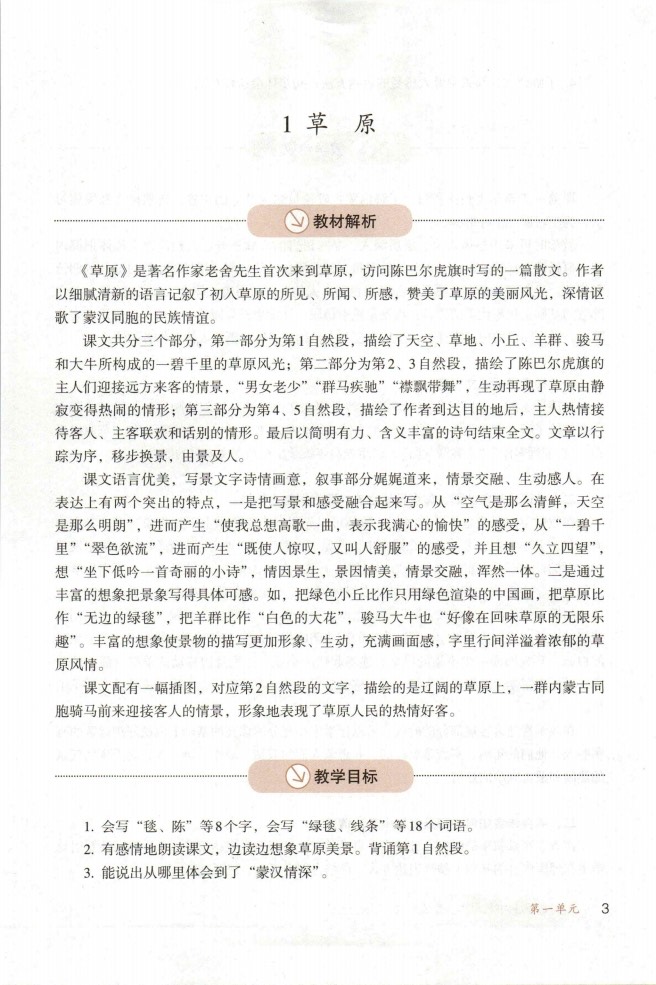 1 草 原
教材解析
《草原》是著名作家老舍先生首次来到草原，访问陈巴尔虎旗时写的一篇散文。作者
以细腻清新的语言记叙了初入草原的所见、所闻、所感，赞美了草原的美丽风光，深情讴
歌了蒙汉同胞的民族情谊。
课文共分三个部分，第一部分为第1自然段，描绘了天空、草地、小丘、羊群、骏马
和大牛所构成的一碧千里的草原风光；第二部分为第2、3自然段，描绘了陈巴尔虎旗的
主人们迎接远方来客的情景，“男女老少”“群马疾驰”“襟飘带舞”，生动再现了草原由静
寂变得热闹的情形；第三部分为第4、5自然段，描绘了作者到达目的地后，主人热情接
待客人、主客联欢和话别的情形。最后以简明有力、含义丰富的诗句结束全文。文章以行
踪为序，移步换景，由景及人。
课文语言优美，写景文字诗情画意，叙事部分娓娓道来，情景交融、生动感人。在
表达上有两个突出的特点，一是把写景和感受融合起来写。从“空气是那么清鲜，天空
是那么明朗”，进而产生“使我总想高歌一曲，表示我满心的愉快”的感受，从“一碧千
里”“翠色欲流”，进而产生“既使人惊叹，又叫人舒服”的感受，并且想“久立四望”，
想“坐下低吟一首奇丽的小诗”，情因景生，景因情美，情景交融，浑然一体。二是通过
丰富的想象把景象写得具体可感。如，把绿色小丘比作只用绿色渲染的中国画，把草原比
作“无边的绿毯”，把羊群比作“白色的大花”，骏马大牛也“好像在回味草原的无限乐
趣”。丰富的想象使景物的描写更加形象、生动，充满画面感，字里行间洋溢着浓郁的草
原风情。
课文配有一幅插图，对应第2自然段的文字，描绘的是辽阔的草原上，一群内蒙古同
胞骑马前来迎接客人的情景，形象地表现了草原人民的热情好客。
教学目标
1. 会写“毯、陈”等8个字，会写“绿毯、线条”等18个词语。
2. 有感情地朗读课文，边读边想象草原美景。背诵第1自然段。
3. 能说出从哪里体会到了“蒙汉情深”。
第一单元 3